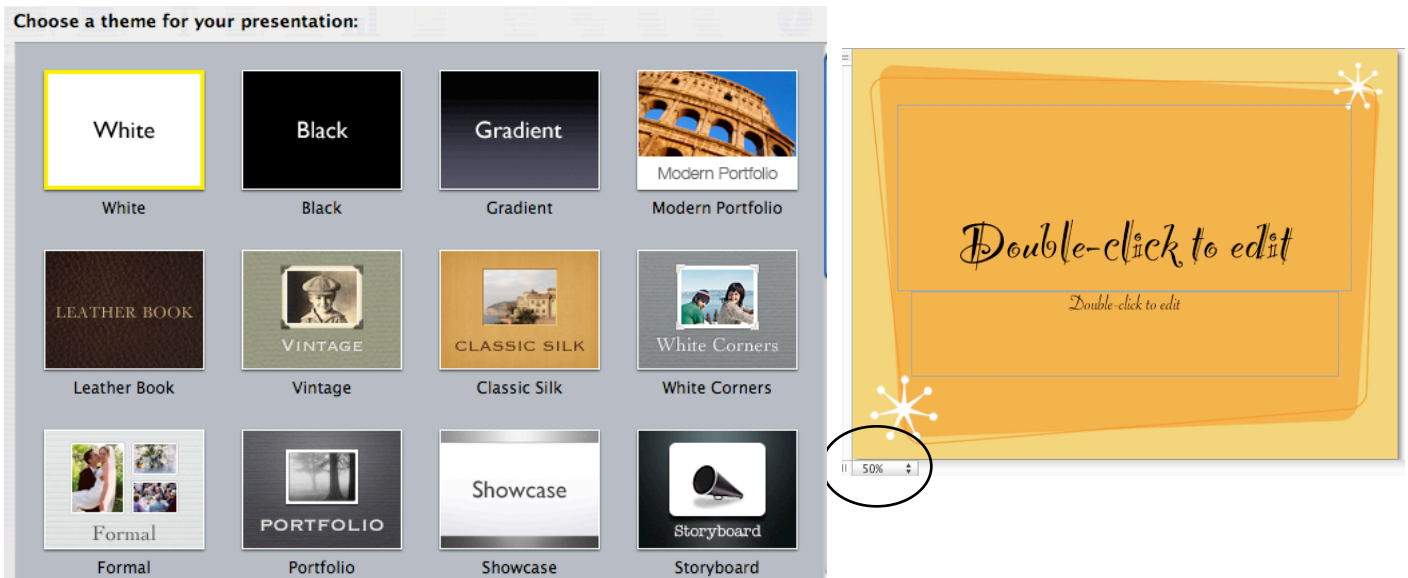 Choose a theme for your presentation:
White
Black
Gradient
Modern Portfolio
White
Black
Gradient
Modern Portfolio
LEATHER BOOK
VINTAGE
CLASSIC SILK
White Corners
Leather Book
Vintage
Classic Silk
White Corners
Formal
PORTFOLIO
Showcase
Storyboard
Formal
Portfolio
Showcase
Storyboard
Double-click to edit
Double-click to edit
50%